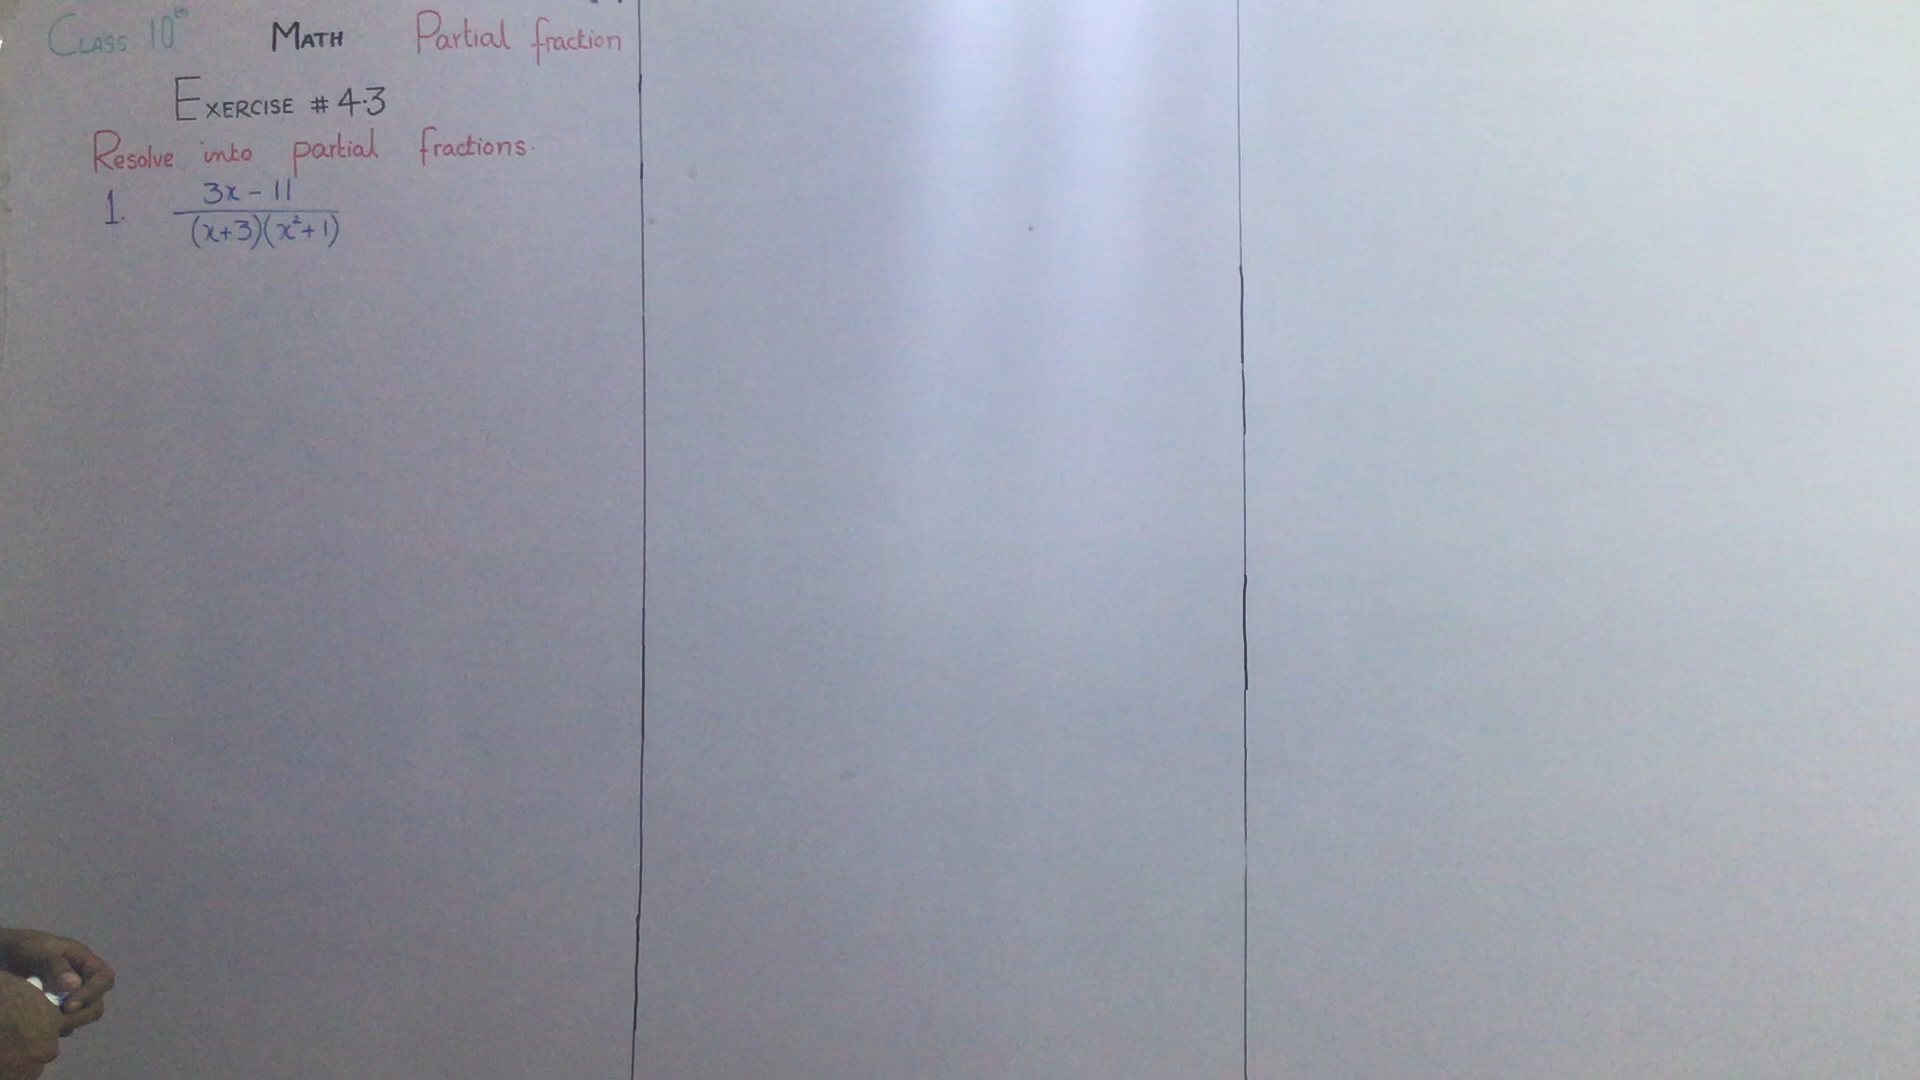 Class 10th Math Partial fraction
Exercise # 4.3
Resolve into partial fractions.
1. 3x - 11
(x+3)(x²+1)